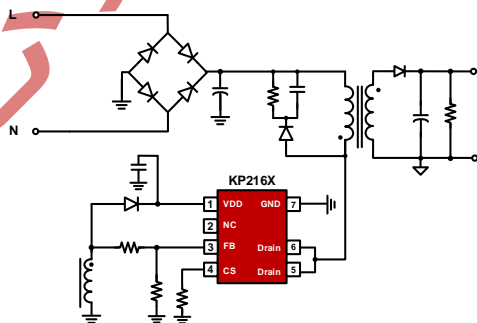 L
N
KP216X
1 VDD GND 7
2 NC
3 FB Drain 6
4 CS Drain 5